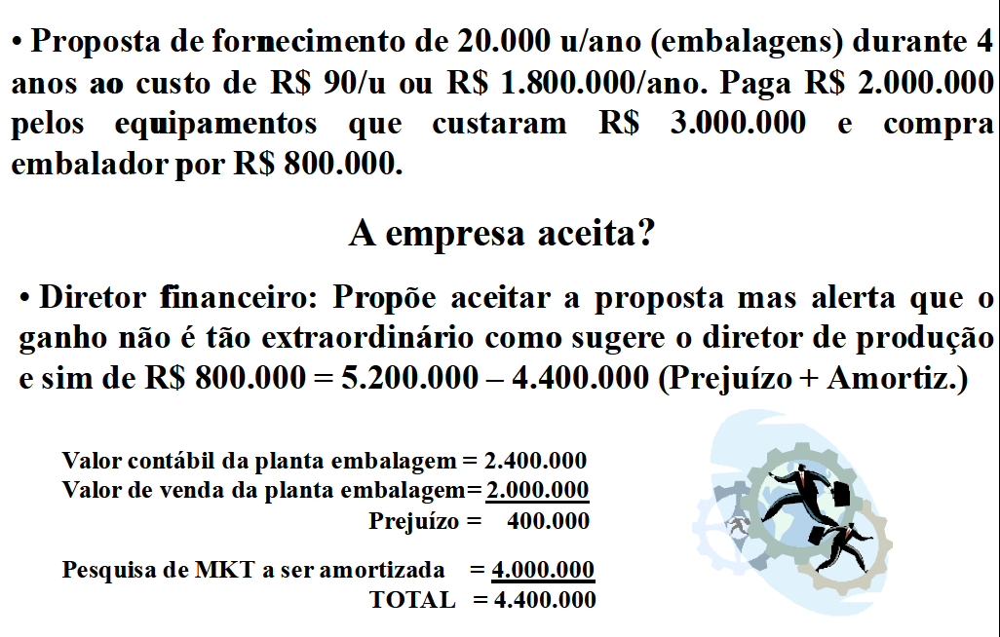 • Proposta de fornecimento de 20.000 u/ano (embalagens) durante 4
anos ao custo de R$ 90/u ou R$ 1.800.000/ano. Paga R$ 2.000.000
pelos equipamentos que custaram R$ 3.000.000 e compra
embalador por R$ 800.000.
A empresa aceita?
• Diretor financeiro: Propõe aceitar a proposta mas alerta que o
ganho não é tão extraordinário como sugere o diretor de produção
e sim de R$ 800.000 = 5.200.000 – 4.400.000 (Prejuízo + Amortiz.)
Valor contábil da planta embalagem = 2.400.000
Valor de venda da planta embalagem= 2.000.000
Prejuízo = 400.000
Pesquisa de MKT a ser amortizada = 4.000.000
TOTAL = 4.400.000